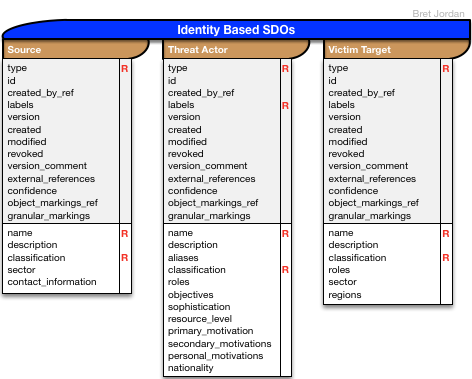 Bret Jordan
Identity Based SDOs
Source
type R
id
created_by_ref
labels
version
created
modified
revoked
version_comment
external_references
confidence
object_markings_ref
granular_markings
name R
description
classification R
sector
contact_information
Threat Actor
type R
id
created_by_ref
labels R
version
created
modified
revoked
version_comment
external_references
confidence
object_markings_ref
granular_markings
name R
description
aliases
classification R
roles
objectives
sophistication
resource_level
primary_motivation
secondary_motivations
personal_motivations
nationality
Victim Target
type R
id
created_by_ref
labels
version
created
modified
revoked
version_comment
external_references
confidence
object_markings_ref
granular_markings
name R
description
classification R
roles
sector
regions